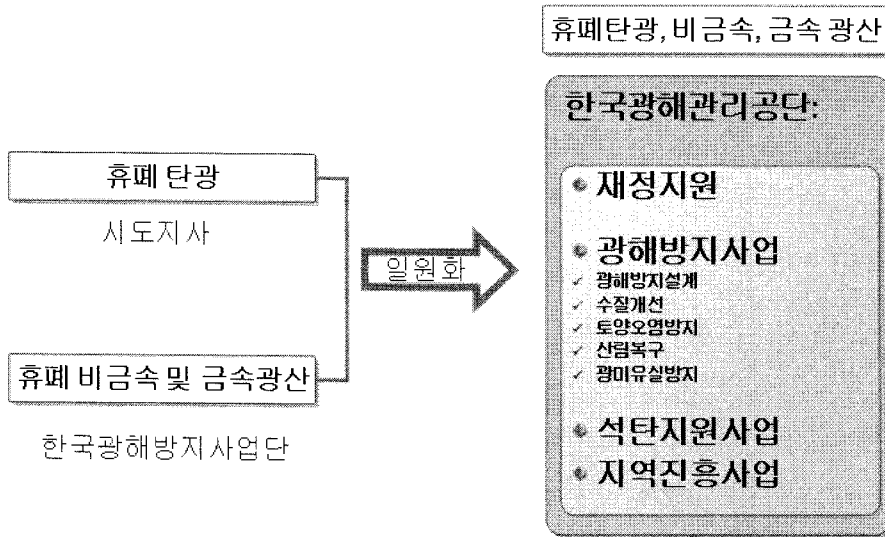 휴폐탄광, 비금속, 금속 광산
한국광해관리공단:
휴폐 탄광
시도지사
일원화
휴폐 비금속 및 금속광산
한국광해방지사업단
재정지원
광해방지사업
광해방지설계
수질개선
토양오염방지
산림복구
광미유실방지
석탄지원사업
지역진흥사업